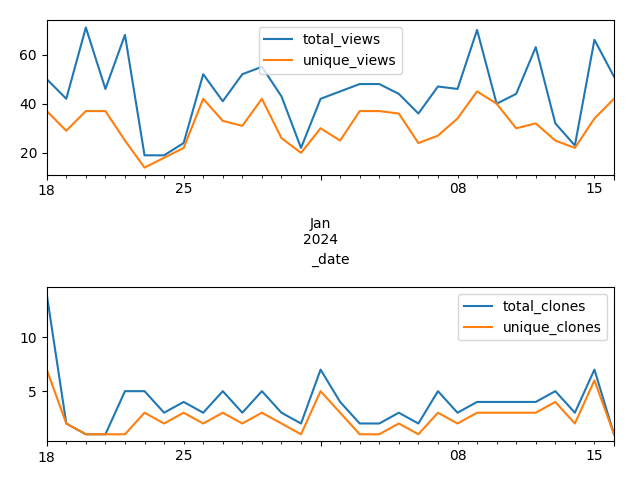 total_views
unique_views
60
40
20
18
25
08
15
Jan
2024
_date
total_clones
unique_clones
10
5
18
25
08
15